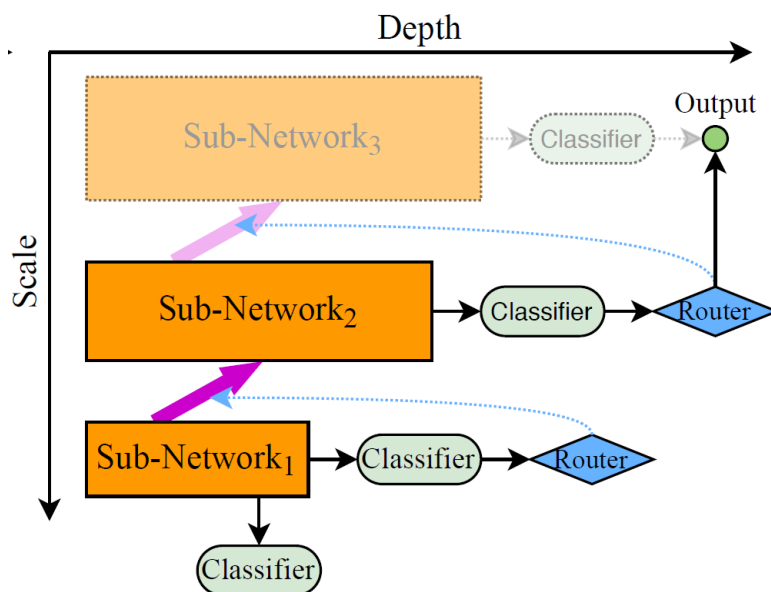 Depth
Output
Sub-Network3
Classifier
Scale
Sub-Network2
Classifier
Router
Sub-Network1
Classifier
Router
Classifier